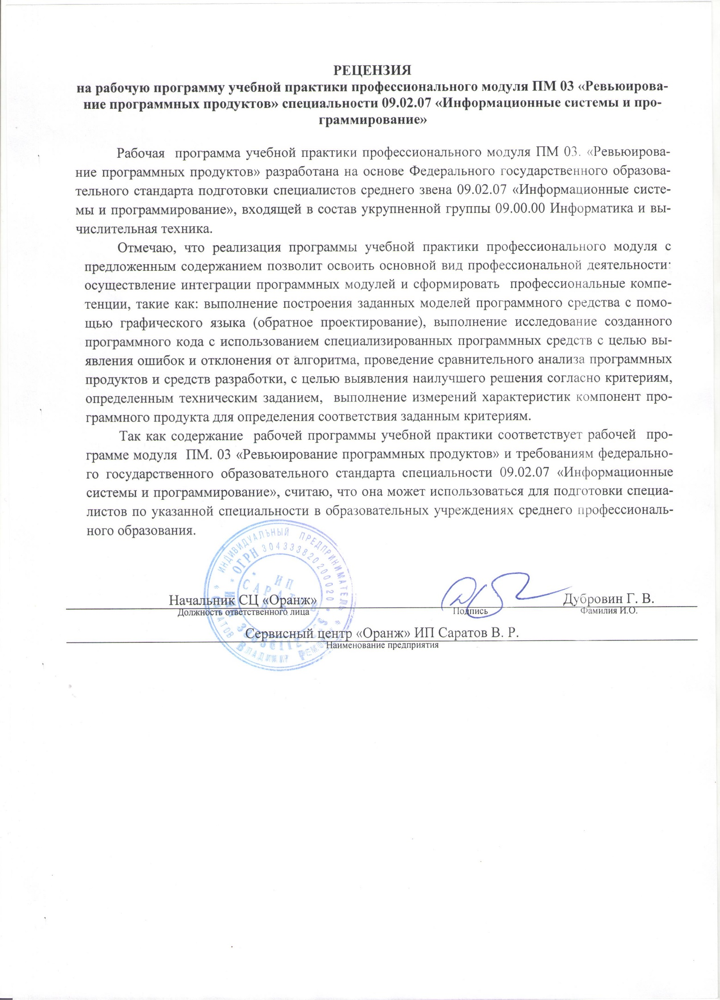 РЕЦЕНЗИЯ
на рабочую программу учебной практики профессионального модуля ПМ 03 «Ревьюирова-
ние программных продуктов» специальности 09.02.07 «Информационные системы и про-
граммирование»
Рабочая программа учебной практики профессионального модуля ПМ 03. «Ревьюирова-
ние программных продуктов» разработана на основе Федерального государственного образова-
тельного стандарта подготовки специалистов среднего звена 09.02.07 «Информационные систе-
мы и программирование», входящей в состав укрупненной группы 09.00.00 Информатика и вы-
числительная техника.
Отмечаю, что реализация программы учебной практики профессионального модуля с
предложенным содержанием позволит освоить основной вид профессиональной деятельности:
осуществление интеграции программных модулей и сформировать профессиональные компе-
тенции, такие как: выполнение построения заданных моделей программного средства с помо-
щью графического языка (обратное проектирование), выполнение исследование созданного
программного кода с использованием специализированных программных средств с целью вы-
явления ошибок и отклонения от алгоритма, проведение сравнительного анализа программных
продуктов и средств разработки, с целью выявления наилучшего решения согласно критериям,
определенным техническим заданием, выполнение измерений характеристик компонент про-
граммного продукта для определения соответствия заданным критериям.
Так как содержание рабочей программы учебной практики соответствует рабочей про-
грамме модуля ПМ. 03 «Ревьюирование программных продуктов» и требованиям федерально-
го государственного образовательного стандарта специальности 09.02.07 «Информационные
системы и программирование», считаю, что она может использоваться для подготовки специа-
листов по указанной специальности в образовательных учреждениях среднего профессиональ-
ного образования.
ИНДИВИДУАЛЬНЫЙ ПРЕДПРИНИМАТЕЛЬ
ОГРН 304333820200020
ИП
САРАТОВ
В. Р.
Начальник СЦ «Оранж» Дубровин Г. В.
Должность ответственного лица Подпись Фамилия И.О.
Сервисный центр «Оранж» ИП Саратов В. Р.
Наименование предприятия
САРАТОВ ВЛАДИМИР
ИНН